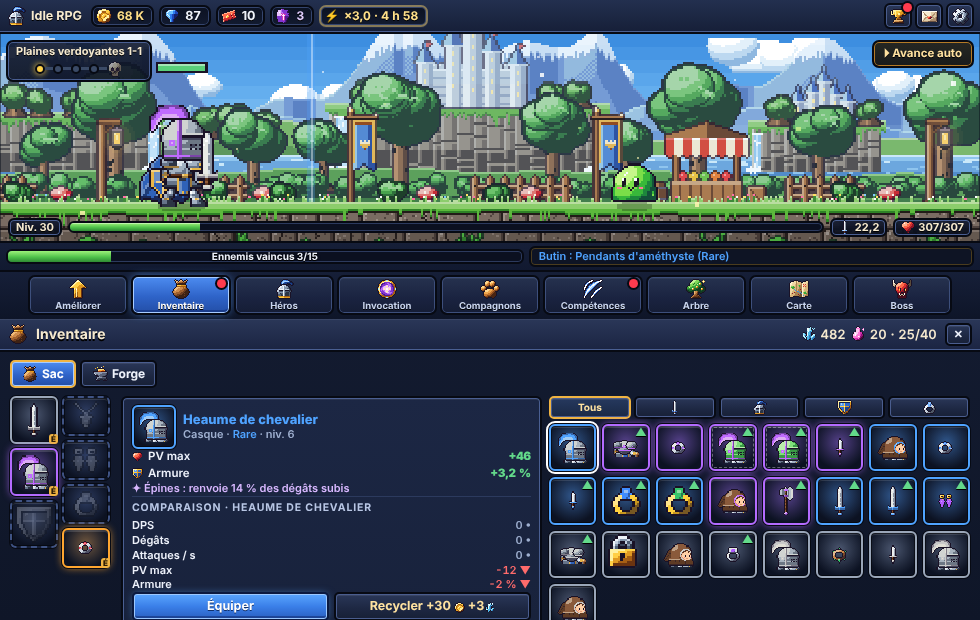 Idle RPG 68 K 87 10 3 ×3,0 · 4 h 58
Plaines verdoyantes 1-1
Avance auto
Niv. 30 22,2 307/307
Ennemis vaincus 3/15
Butin : Pendants d'améthyste (Rare)
Améliorer Inventaire Héros Invocation Compagnons Compétences Arbre Carte Boss
Inventaire 482 20 · 25/40 ×
Sac Forge
Heaume de chevalier
Casque · Rare · niv. 6
PV max +46
Armure +3,2 %
Épines : renvoie 14 % des dégâts subis
COMPARAISON · HEAUME DE CHEVALIER
DPS 0
Dégâts 0
Attaques / s 0
PV max -12 ▼
Armure -2 % ▼
Équiper Recycler +30 +3
Tous
E
E
E